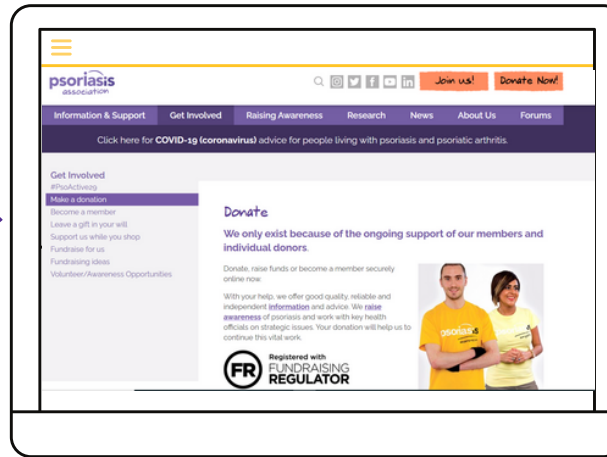 psoriasis
association
Join us!
Donate Now!
Information & Support
Get Involved
Raising Awareness
Research
News
About Us
Forums
Click here for COVID-19 (coronavirus) advice for people living with psoriasis and psoriatic arthritis.
Get Involved
#PsoActive29
Make a donation
Become a member
Leave a gift in your will
Support us while you shop
Fundraise for us
Fundraising ideas
Volunteer/Awareness Opportunities
Donate
We only exist because of the ongoing support of our members and
individual donors.
Donate, raise funds or become a member securely
online now.
With your help, we offer good quality, reliable and
independent information and advice. We raise
awareness of psoriasis and work with key health
officials on strategic issues. Your donation will help us to
continue this vital work.
FR
Registered with
FUNDRAISING
REGULATOR
psoriasis